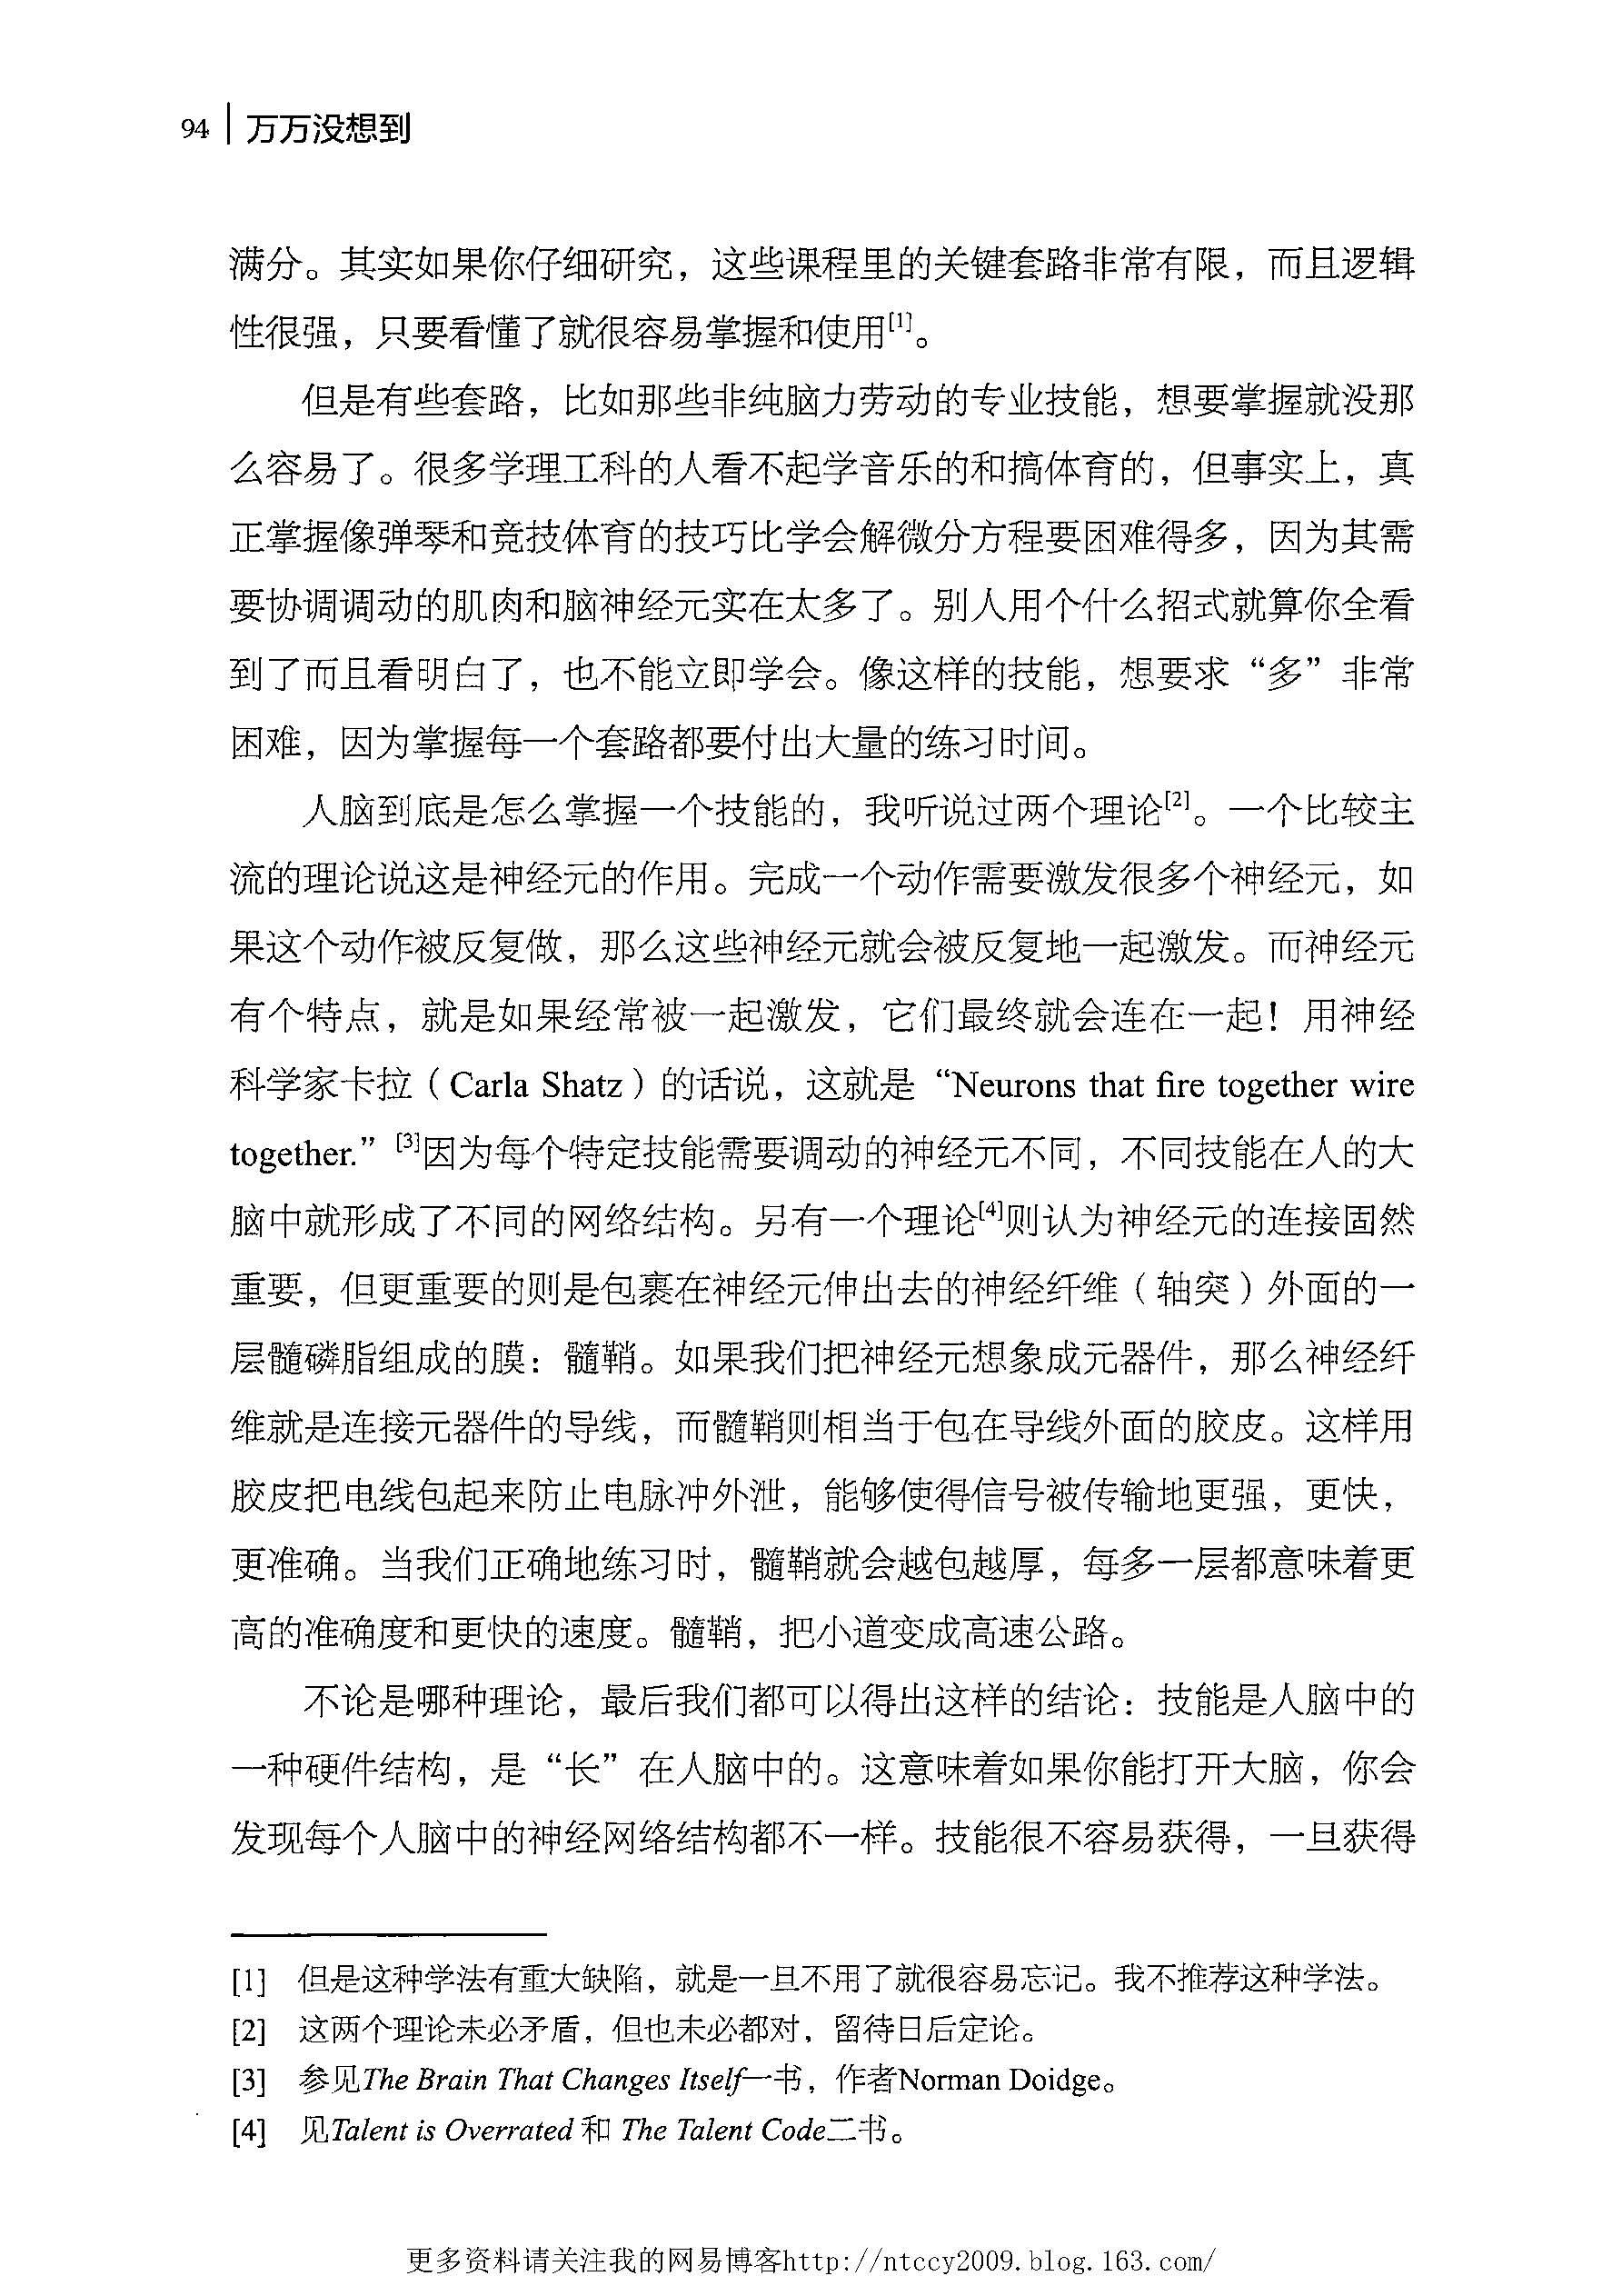 94 万万没想到
满分。其实如果你仔细研究，这些课程里的关键套路非常有限，而且逻辑
性很强，只要看懂了就很容易掌握和使用[1]。
但是有些套路，比如那些非纯脑力劳动的专业技能，想要掌握就没那
么容易了。很多学理工科的人看不起学音乐的和搞体育的，但事实上，真
正掌握像弹琴和竞技体育的技巧比学会解微分方程要困难得多，因为其需
要协调调动的肌肉和脑神经元实在太多了。别人用个什么招式就算你全看
到了而且看明白了，也不能立即学会。像这样的技能，想要求“多”非常
困难，因为掌握每一个套路都要付出大量的练习时间。
人脑到底是怎么掌握一个技能的，我听说过两个理论[2]。一个比较主
流的理论说这是神经元的作用。完成一个动作需要激发很多个神经元，如
果这个动作被反复做，那么这些神经元就会被反复地一起激发。而神经元
有个特点，就是如果经常被一起激发，它们最终就会连在一起！用神经
科学家卡拉（Carla Shatz）的话说，这就是“Neurons that fire together wire
together.”[3]因为每个特定技能需要调动的神经元不同，不同技能在人的大
脑中就形成了不同的网络结构。另有一个理论[4]则认为神经元的连接固然
重要，但更重要的则是包裹在神经元伸出去的神经纤维（轴突）外面的一
层髓磷脂组成的膜：髓鞘。如果我们把神经元想象成元器件，那么神经纤
维就是连接元器件的导线，而髓鞘则相当于包在导线外面的胶皮。这样用
胶皮把电线包起来防止电脉冲外泄，能够使得信号被传输地更强，更快，
更准确。当我们正确地练习时，髓鞘就会越包越厚，每多一层都意味着更
高的准确度和更快的速度。髓鞘，把小道变成高速公路。
不论是哪种理论，最后我们都可以得出这样的结论：技能是人脑中的
一种硬件结构，是“长”在人脑中的。这意味着如果你能打开大脑，你会
发现每个人脑中的神经网络结构都不一样。技能很不容易获得，一旦获得
[1] 但是这种学法有重大缺陷，就是一旦不用了就很容易忘记。我不推荐这种学法。
[2] 这两个理论未必矛盾，但也未必都对，留待日后定论。
[3] 参见The Brain That Changes Itself一书，作者Norman Doidge。
[4] 见Talent is Overrated 和 The Talent Code二书。
更多资料请关注我的网易博客http://ntccy2009.blog.163.com/